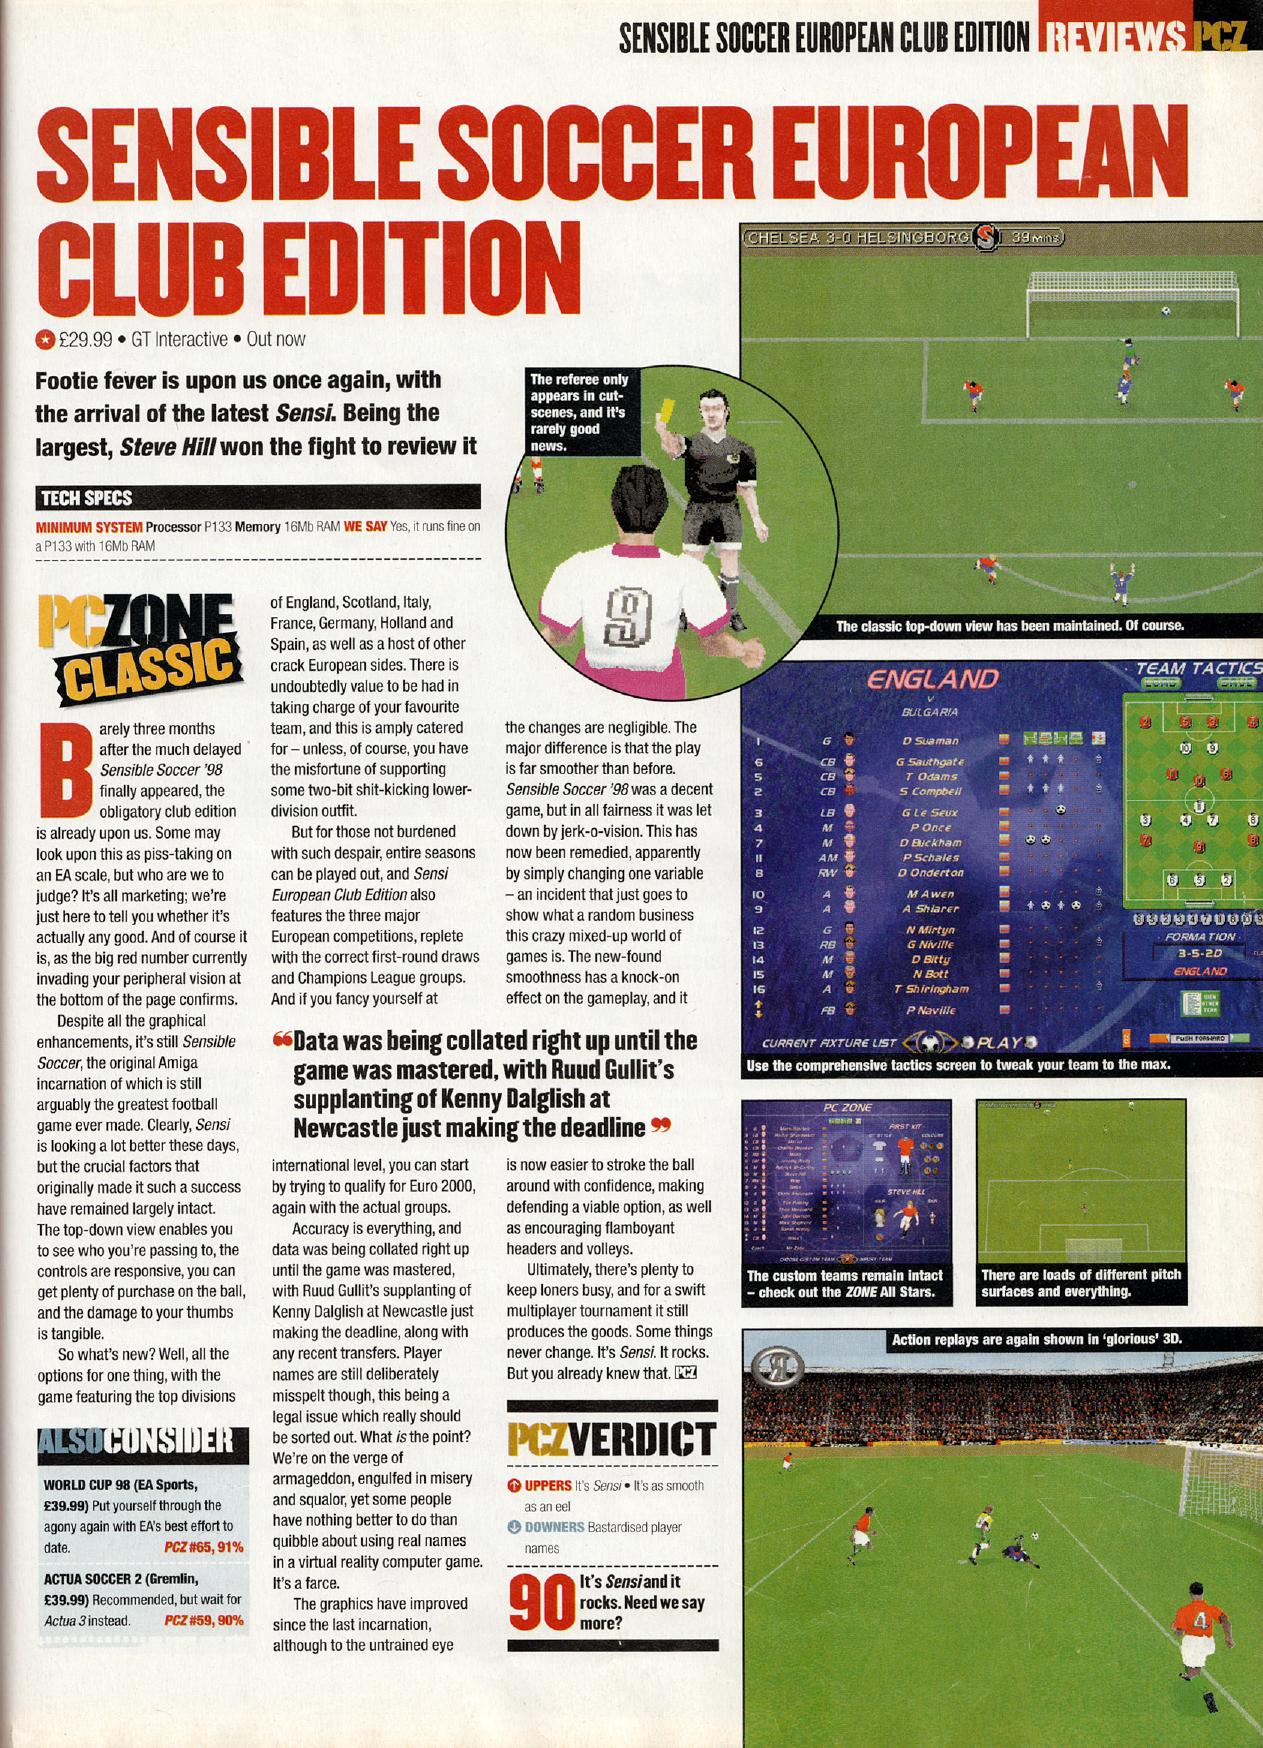 SENSIBLE SOCCER EUROPEAN CLUB EDITION REVIEWS PCZ
SENSIBLE SOCCER EUROPEAN
CLUB EDITION
£29.99 • GT Interactive • Out now
Footie fever is upon us once again, with
the arrival of the latest Sensi. Being the
largest, Steve Hill won the fight to review it
TECH SPECS
MINIMUM SYSTEM Processor P133 Memory 16Mb RAM WE SAY Yes, it runs fine on
a P133 with 16Mb RAM
PCZONE
CLASSIC
Barely three months
after the much delayed
Sensible Soccer '98
finally appeared, the
obligatory club edition
is already upon us. Some may
look upon this as piss-taking on
an EA scale, but who are we to
judge? It's all marketing; we're
just here to tell you whether it's
actually any good. And of course it
is, as the big red number currently
invading your peripheral vision at
the bottom of the page confirms.
Despite all the graphical
enhancements, it's still Sensible
Soccer, the original Amiga
incarnation of which is still
arguably the greatest football
game ever made. Clearly, Sensi
is looking a lot better these days,
but the crucial factors that
originally made it such a success
have remained largely intact.
The top-down view enables you
to see who you're passing to, the
controls are responsive, you can
get plenty of purchase on the ball,
and the damage to your thumbs
is tangible.
So what's new? Well, all the
options for one thing, with the
game featuring the top divisions
of England, Scotland, Italy,
France, Germany, Holland and
Spain, as well as a host of other
crack European sides. There is
undoubtedly value to be had in
taking charge of your favourite
team, and this is amply catered
for – unless, of course, you have
the misfortune of supporting
some two-bit shit-kicking lower-
division outfit.
But for those not burdened
with such despair, entire seasons
can be played out, and Sensi
European Club Edition also
features the three major
European competitions, replete
with the correct first-round draws
and Champions League groups.
And if you fancy yourself at
international level, you can start
by trying to qualify for Euro 2000,
again with the actual groups.
Accuracy is everything, and
data was being collated right up
until the game was mastered,
with Ruud Gullit's supplanting of
Kenny Dalglish at Newcastle just
making the deadline, along with
any recent transfers. Player
names are still deliberately
misspelt though, this being a
legal issue which really should
be sorted out. What is the point?
We're on the verge of
armageddon, engulfed in misery
and squalor, yet some people
have nothing better to do than
quibble about using real names
in a virtual reality computer game.
It's a farce.
The graphics have improved
since the last incarnation,
although to the untrained eye
the changes are negligible. The
major difference is that the play
is far smoother than before.
Sensible Soccer '98 was a decent
game, but in all fairness it was let
down by jerk-o-vision. This has
now been remedied, apparently
by simply changing one variable
– an incident that just goes to
show what a random business
this crazy mixed-up world of
games is. The new-found
smoothness has a knock-on
effect on the gameplay, and it
is now easier to stroke the ball
around with confidence, making
defending a viable option, as well
as encouraging flamboyant
headers and volleys.
Ultimately, there's plenty to
keep loners busy, and for a swift
multiplayer tournament it still
produces the goods. Some things
never change. It's Sensi. It rocks.
But you already knew that. PCZ
“Data was being collated right up until the
game was mastered, with Ruud Gullit's
supplanting of Kenny Dalglish at
Newcastle just making the deadline”
ALSO CONSIDER
WORLD CUP 98 (EA Sports,
£39.99) Put yourself through the
agony again with EA's best effort to
date. PCZ #65, 91%
ACTUA SOCCER 2 (Gremlin,
£39.99) Recommended, but wait for
Actua 3 instead. PCZ #59, 90%
PCZVERDICT
UPPERS It's Sensi • It's as smooth
as an eel
DOWNERS Bastardised player
names
90 It's Sensi and it
rocks. Need we say
more?
The referee only
appears in cut-
scenes, and it's
rarely good
news.
9
CHELSEA 3-0 HELSINGBORG S 39 mins
The classic top-down view has been maintained. Of course.
ENGLAND
V
BULGARIA
TEAM TACTICS
1 G D Suaman
6 CB G Sauthgate
5 CB T Odams
2 CB S Compbell
3 LB G Le Seux
4 M P Once
7 M D Buckham
11 AM P Schales
8 RW D Onderton
10 A M Awen
9 A A Shiarer
12 G N Mirtyn
13 RB G Niville
14 M D Bitty
15 M N Bott
16 A T Shiringham
FB P Naville
FORMATION
3-5-2D
ENGLAND
CURRENT FIXTURE LIST PLAY
PUSH FORWARD
Use the comprehensive tactics screen to tweak your team to the max.
PC ZONE
FIRST KIT
STEVE HILL
The custom teams remain intact
– check out the ZONE All Stars.
There are loads of different pitch
surfaces and everything.
Action replays are again shown in 'glorious' 3D.
R
4